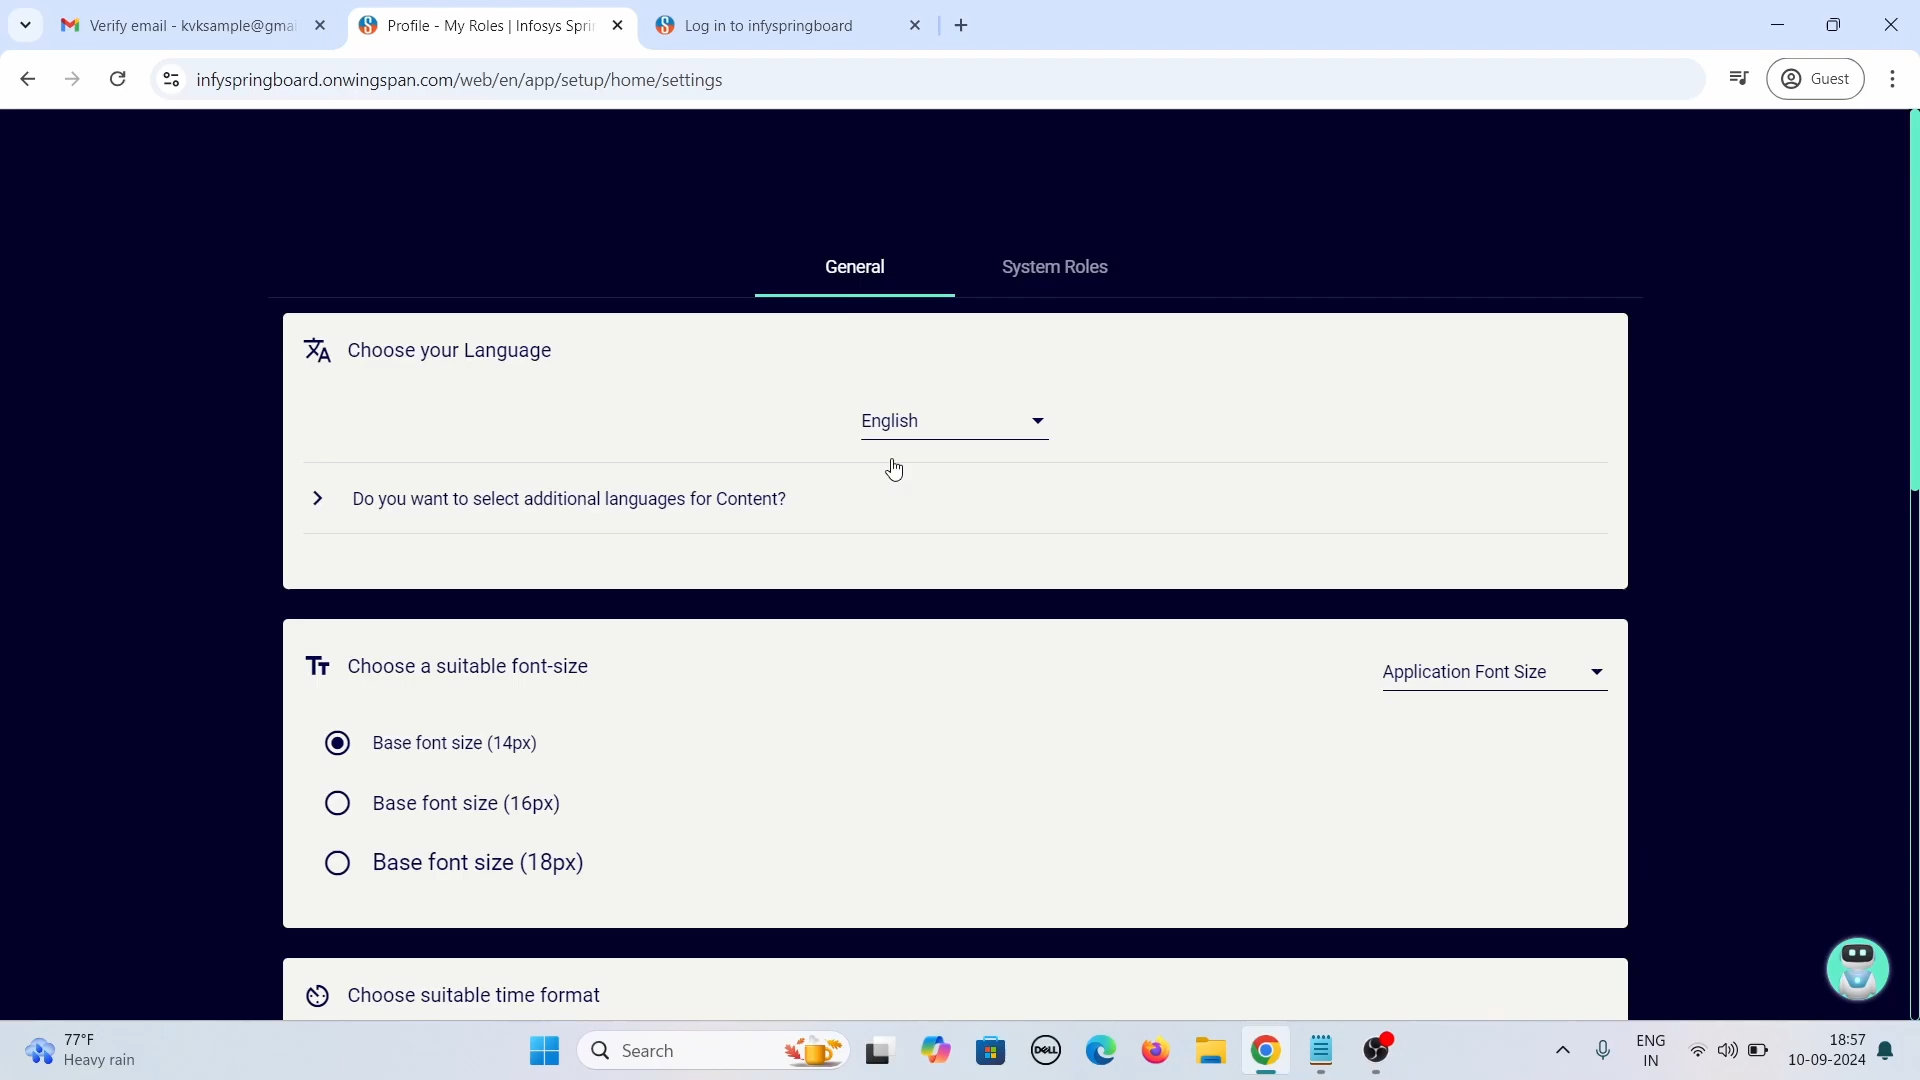 Verify email - kvksample@gmai
Profile - My Roles | Infosys Spri
Log in to infyspringboard
infyspringboard.onwingspan.com/web/en/app/setup/home/settings
Guest
General
System Roles
Choose your Language
English
Do you want to select additional languages for Content?
Choose a suitable font-size
Application Font Size
Base font size (14px)
Base font size (16px)
Base font size (18px)
Choose suitable time format
77°F
Heavy rain
Search
DELL
ENG
IN
18:57
10-09-2024